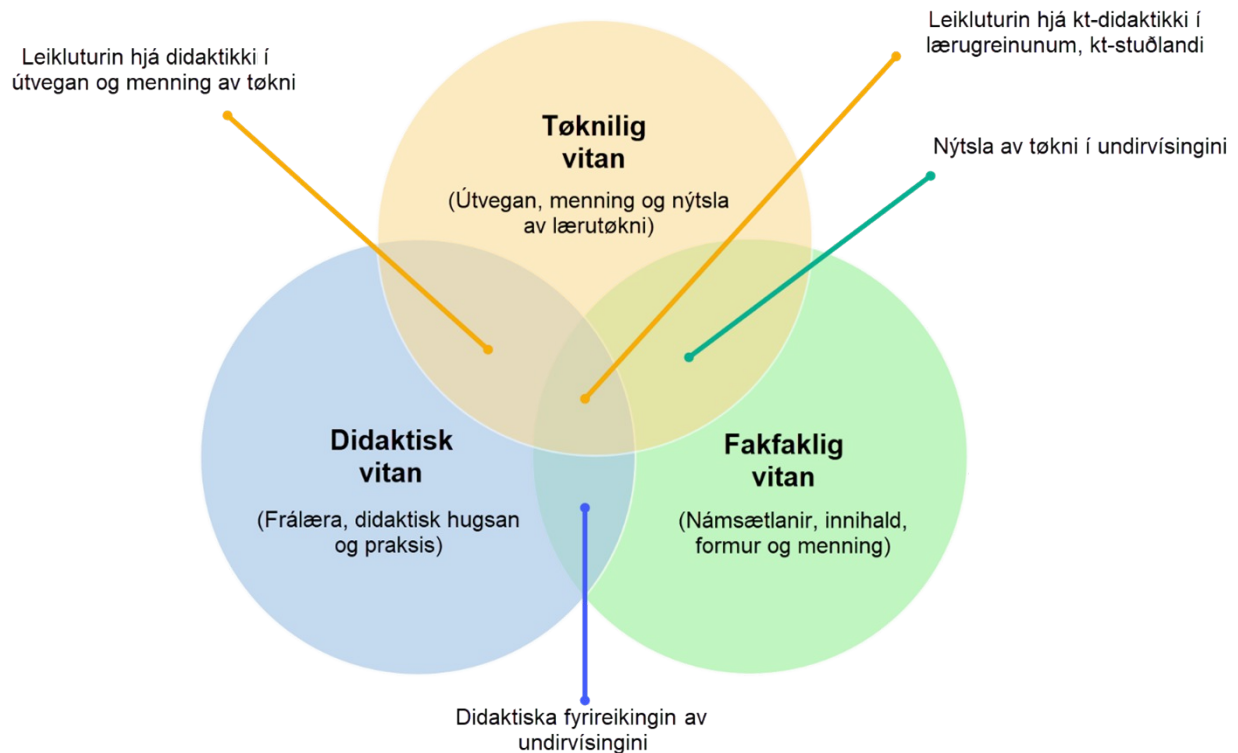 Leikluturin hjá didaktikki í
útvegan og menning av tøkni
Leikluturin hjá kt-didaktikki í
lærugreinunum, kt-stuðlandi
Nýtsla av tøkni í undirvísingini
Tøknilig
vitan
(Útvegan, menning og nýtsla
av lærutøkni)
Didaktisk
vitan
(Frálæra, didaktisk hugsan
og praksis)
Fakfaklig
vitan
(Námsætlanir, innihald,
formur og menning)
Didaktiska fyrireikingin av
undirvísingini